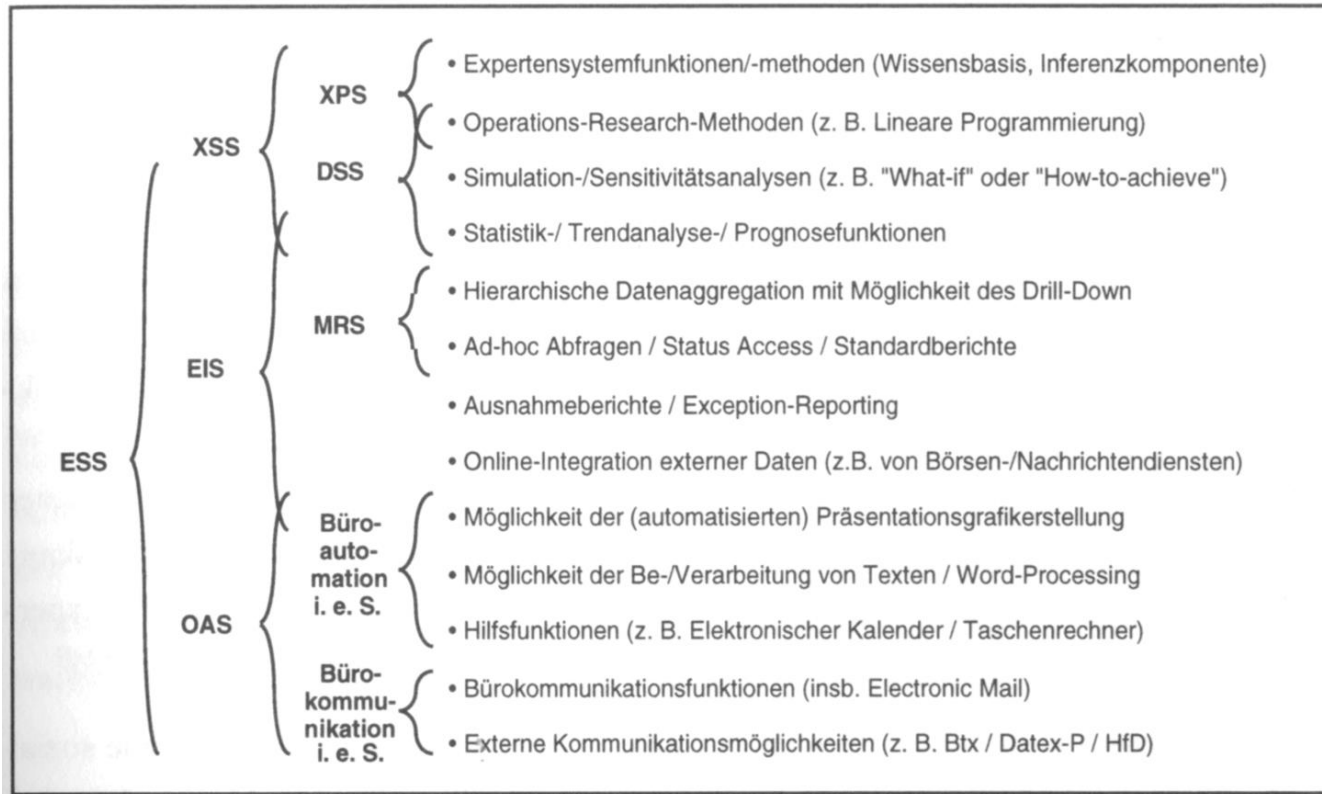 • Expertensystemfunktionen/-methoden (Wissensbasis, Inferenzkomponente)
XPS
• Operations-Research-Methoden (z. B. Lineare Programmierung)
XSS
DSS
• Simulation-/Sensitivitätsanalysen (z. B. "What-if" oder "How-to-achieve")
• Statistik-/ Trendanalyse-/ Prognosefunktionen
• Hierarchische Datenaggregation mit Möglichkeit des Drill-Down
MRS
• Ad-hoc Abfragen / Status Access / Standardberichte
EIS
• Ausnahmeberichte / Exception-Reporting
ESS
• Online-Integration externer Daten (z.B. von Börsen-/Nachrichtendiensten)
• Möglichkeit der (automatisierten) Präsentationsgrafikerstellung
Büro-
auto-
mation
i. e. S.
• Möglichkeit der Be-/Verarbeitung von Texten / Word-Processing
OAS
• Hilfsfunktionen (z. B. Elektronischer Kalender / Taschenrechner)
Büro-
kommu-
nikation
i. e. S.
• Bürokommunikationsfunktionen (insb. Electronic Mail)
• Externe Kommunikationsmöglichkeiten (z. B. Btx / Datex-P / HfD)